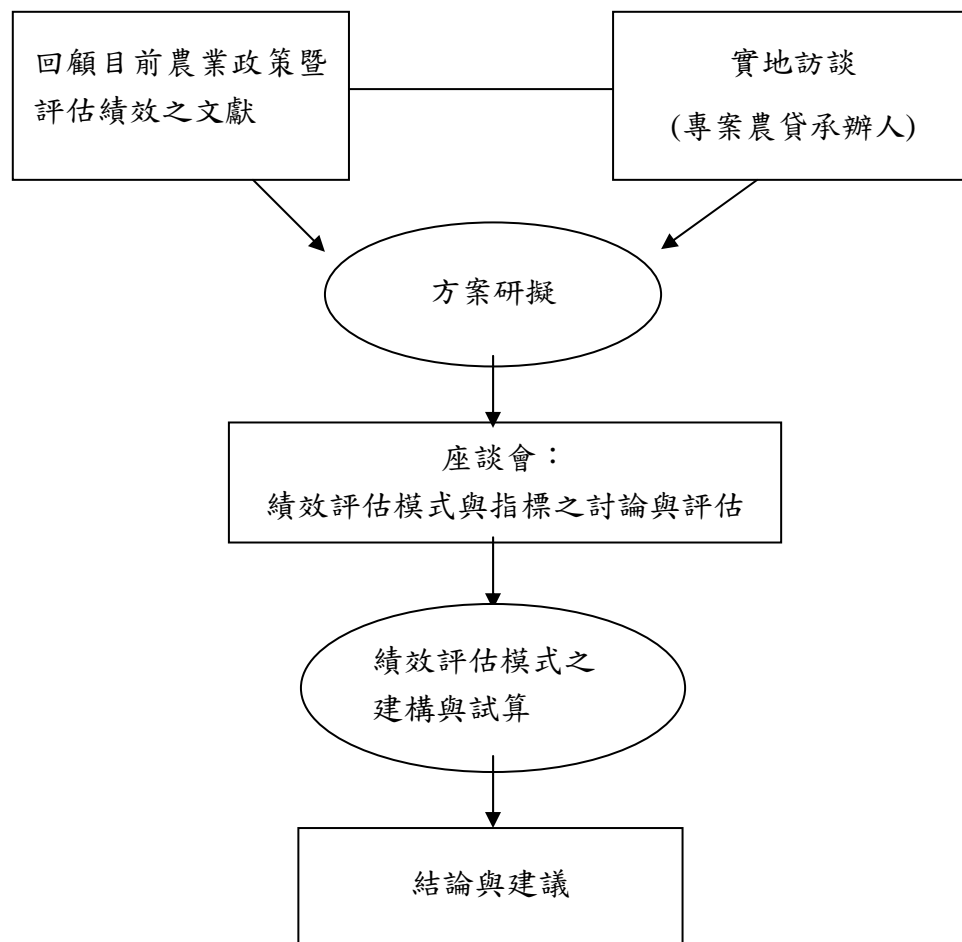 回顧目前農業政策暨
評估績效之文獻
實地訪談
(專案農貸承辦人)
方案研擬
座談會：
績效評估模式與指標之討論與評估
績效評估模式之
建構與試算
結論與建議